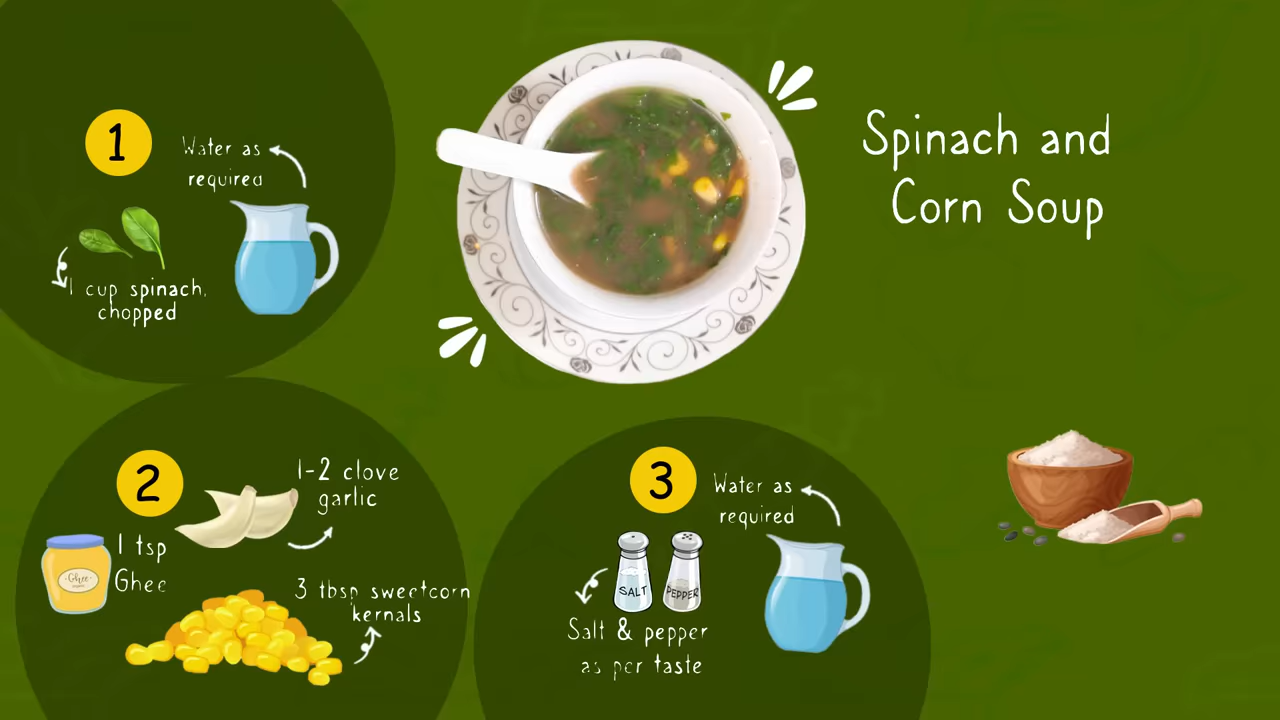 Spinach and
Corn Soup
1
Water as
required
1 cup spinach,
chopped
2
1-2 clove
garlic
1 tsp
Ghee
Ghee
3 tbsp sweetcorn
kernals
3
Water as
required
SALT
PEPPER
Salt & pepper
as per taste